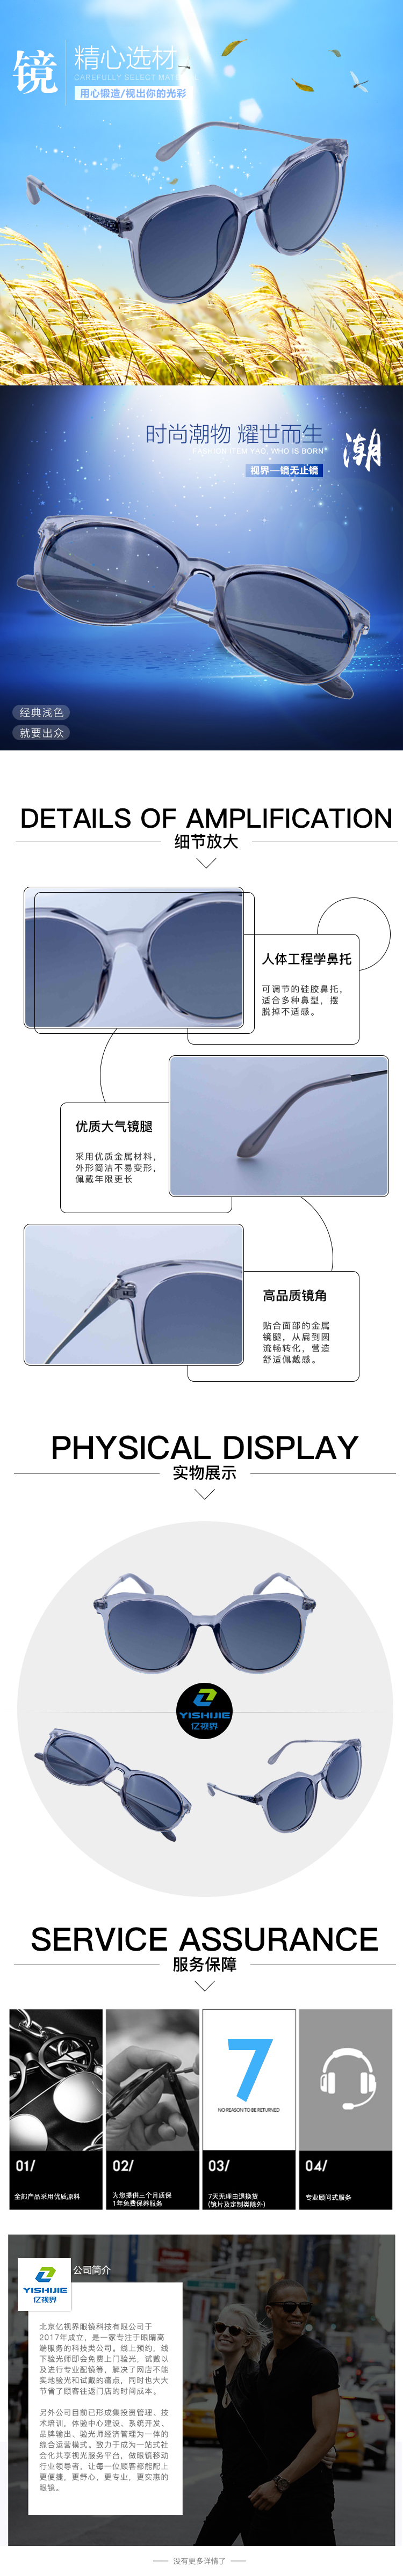 镜
精心选材
CAREFULLY SELECT MAT
用心锻造/视出你的光彩
时尚潮物 耀世而生
FASHION ITEM YAO, WHO IS BORN
视界—镜无止镜
潮
经典浅色
就要出众
DETAILS OF AMPLIFICATION
细节放大
人体工程学鼻托
可调节的硅胶鼻托，
适合多种鼻型，摆
脱掉不适感。
优质大气镜腿
采用优质金属材料，
外形简洁不易变形，
佩戴年限更长
高品质镜角
贴合面部的金属
镜腿，从扁到圆
流畅转化，营造
舒适佩戴感。
PHYSICAL DISPLAY
实物展示
YISHIJIE
亿视界
SERVICE ASSURANCE
服务保障
7
NO REASON TO BE RETURNED
01/
全部产品采用优质原料
02/
为您提供三个月质保
1年免费保养服务
03/
7天无理由退换货
(镜片及定制类除外)
04/
专业顾问式服务
YISHIJIE
亿视界
公司简介
北京亿视界眼镜科技有限公司于
2017年成立，是一家专注于眼睛高
端服务的科技类公司。线上预约，线
下验光师即会免费上门验光，试戴以
及进行专业配镜等，解决了网店不能
实地验光和试戴的痛点，同时也大大
节省了顾客往返门店的时间成本。
另外公司目前已形成集投资管理、技
术培训，体验中心建设、系统开发、
品牌输出、验光师经济管理为一体的
综合运营模式。致力于成为一站式社
会化共享视光服务平台，做眼镜移动
行业领导者，让每一位顾客都能配上
更便捷，更舒心，更专业，更实惠的
眼镜。
没有更多详情了